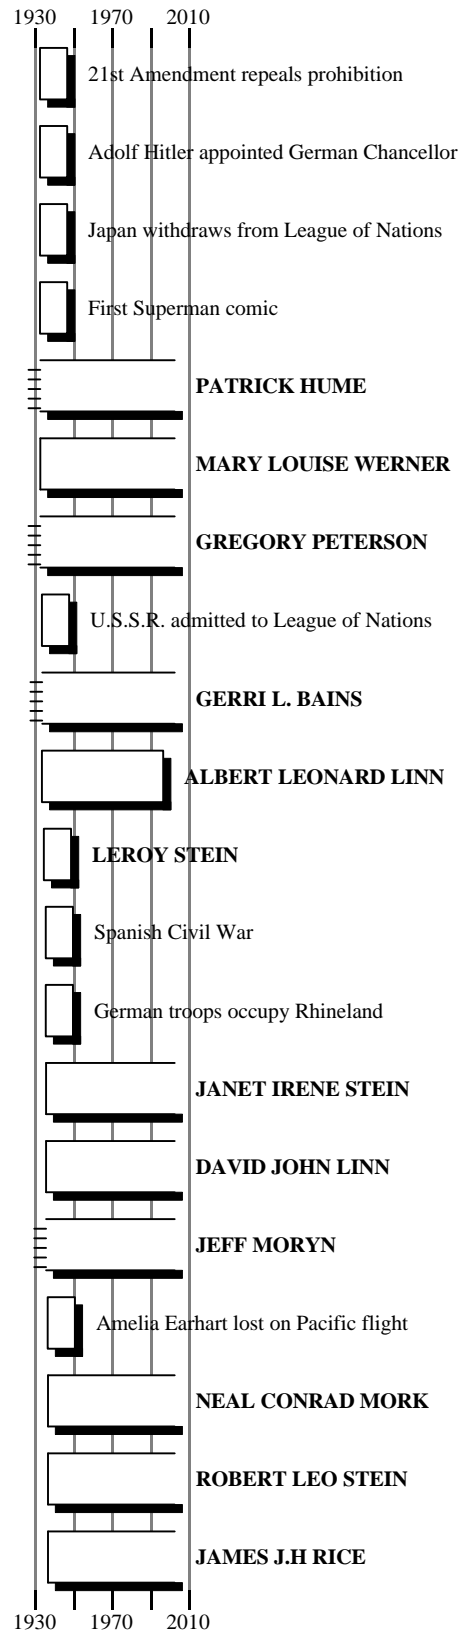 1930 1970 2010
21st Amendment repeals prohibition
Adolf Hitler appointed German Chancellor
Japan withdraws from League of Nations
First Superman comic
PATRICK HUME
MARY LOUISE WERNER
GREGORY PETERSON
U.S.S.R. admitted to League of Nations
GERRI L. BAINS
ALBERT LEONARD LINN
LEROY STEIN
Spanish Civil War
German troops occupy Rhineland
JANET IRENE STEIN
DAVID JOHN LINN
JEFF MORYN
Amelia Earhart lost on Pacific flight
NEAL CONRAD MORK
ROBERT LEO STEIN
JAMES J.H RICE
1930 1970 2010